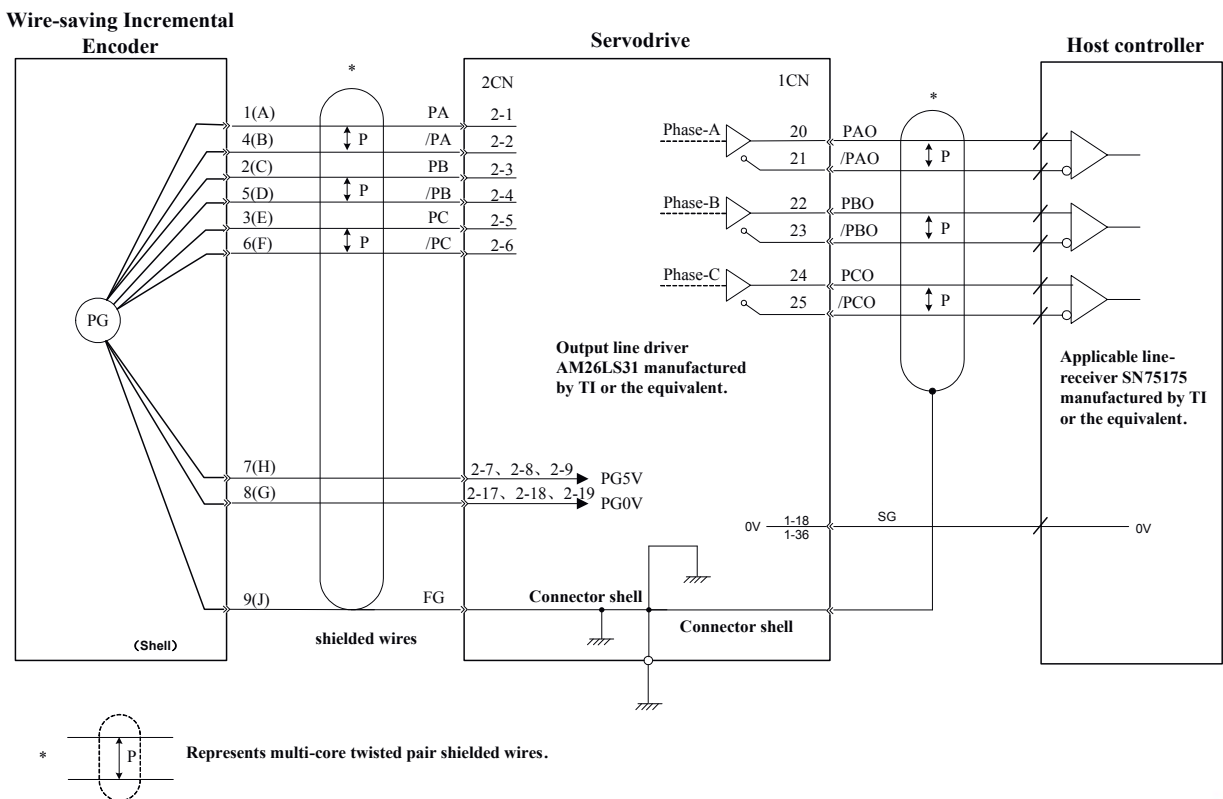 Wire-saving Incremental
Encoder
Servodrive
Host controller
*
2CN
1CN
*
1(A)
PA
2-1
4(B)
P
/PA
2-2
2(C)
PB
2-3
5(D)
P
/PB
2-4
3(E)
PC
2-5
6(F)
P
/PC
2-6
Phase-A
20
PAO
21
/PAO
P
Phase-B
22
PBO
23
/PBO
P
Phase-C
24
PCO
25
/PCO
P
PG
Output line driver
AM26LS31 manufactured
by TI or the equivalent.
Applicable line-
receiver SN75175
manufactured by TI
or the equivalent.
7(H)
2-7、2-8、2-9
PG5V
8(G)
2-17、2-18、2-19
PG0V
0V
1-18
1-36
SG
0V
9(J)
FG
Connector shell
Connector shell
(Shell)
shielded wires
*
P
Represents multi-core twisted pair shielded wires.